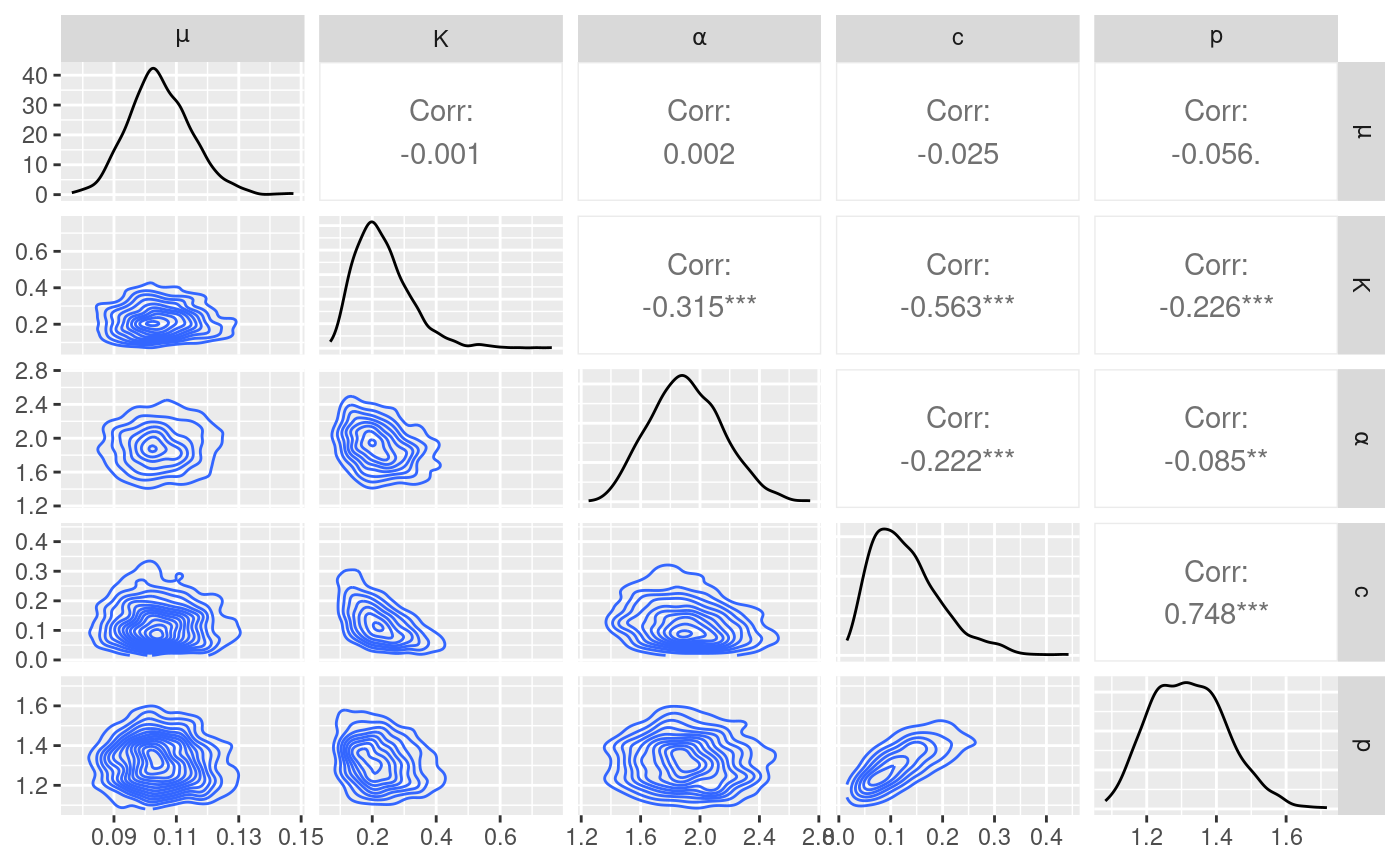 μ K α c p
40
30
20
10
0
Corr:
-0.001
Corr:
0.002
Corr:
-0.025
Corr:
-0.056.
μ
0.6
0.4
0.2
Corr:
-0.315***
Corr:
-0.563***
Corr:
-0.226***
K
2.8
2.4
2.0
1.6
1.2
Corr:
-0.222***
Corr:
-0.085**
α
0.4
0.3
0.2
0.1
0.0
Corr:
0.748***
c
1.6
1.4
1.2
p
0.09 0.11 0.13 0.15 0.2 0.4 0.6 1.2 1.6 2.0 2.4 2.8 0.0 0.1 0.2 0.3 0.4 1.2 1.4 1.6